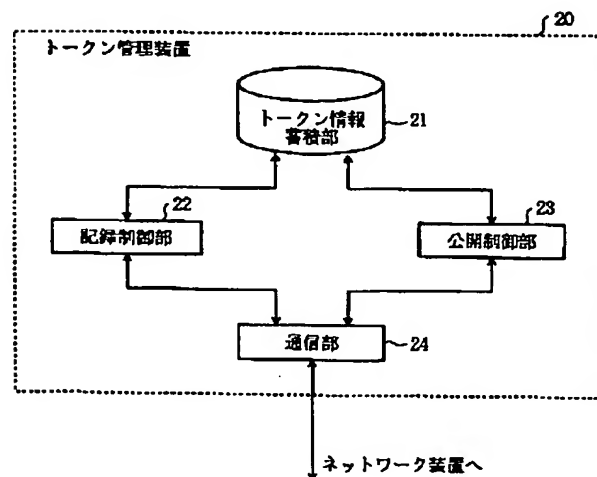 20
トークン管理装置
トークン情報
蓄積部
21
22
記録制御部
23
公開制御部
通信部
24
ネットワーク装置へ